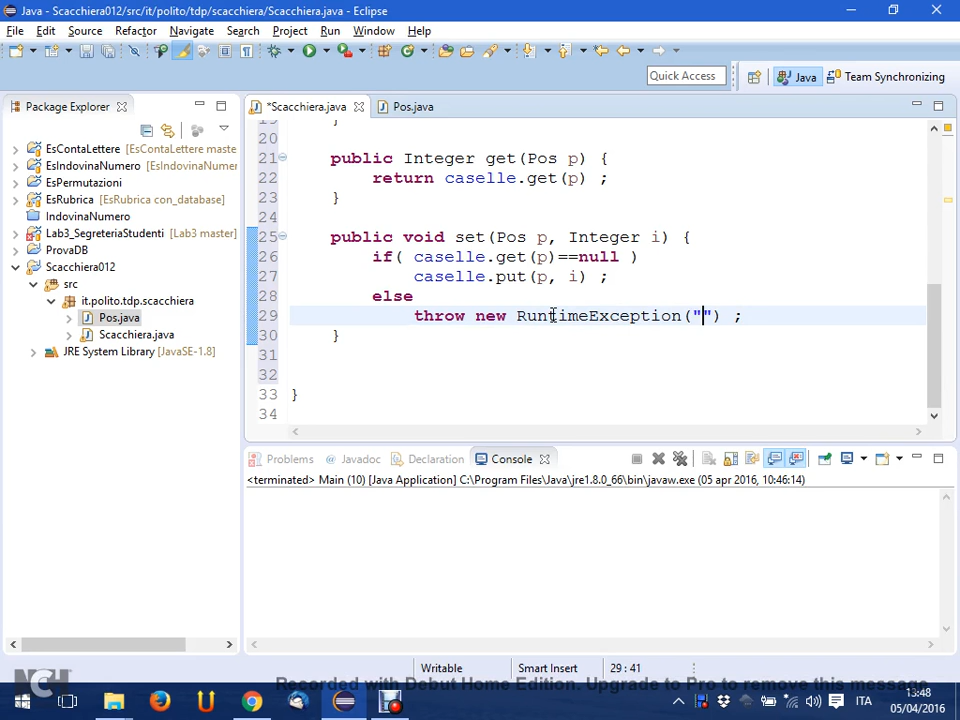 Java - Scacchiera012/src/it/polito/tdp/scacchiera/Scacchiera.java - Eclipse
File Edit Source Refactor Navigate Search Project Run Window Help
Quick Access
Java
Team Synchronizing
Package Explorer
*Scacchiera.java
Pos.java
EsContaLettere [EsContaLettere maste
EsIndovinaNumero [EsIndovinaNumer
EsPermutazioni
EsRubrica [EsRubrica con_database]
IndovinaNumero
Lab3_SegreteriaStudenti [Lab3 master]
ProvaDB
Scacchiera012
src
it.polito.tdp.scacchiera
Pos.java
Scacchiera.java
JRE System Library [JavaSE-1.8]
19 }
20
21 public Integer get(Pos p) {
22 return caselle.get(p) ;
23 }
24
25 public void set(Pos p, Integer i) {
26 if( caselle.get(p)==null )
27 caselle.put(p, i) ;
28 else
29 throw new RuntimeException("") ;
30 }
31
32
33 }
34
Problems @ Javadoc Declaration Console
<terminated> Main (10) [Java Application] C:\Program Files\Java\jre1.8.0_66\bin\javaw.exe (05 apr 2016, 10:46:14)
Writable
Smart Insert
29 : 41
NCH
Recorded with Debut Home Edition. Upgrade to Pro to remove this message
ITA
13:48
05/04/2016